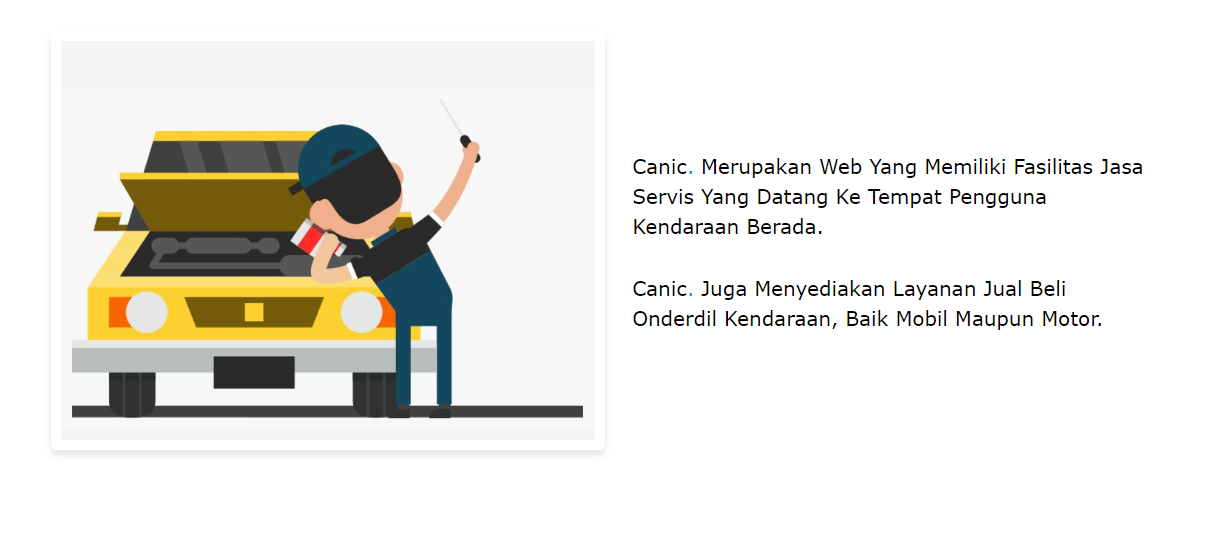 Canic. Merupakan Web Yang Memiliki Fasilitas Jasa
Servis Yang Datang Ke Tempat Pengguna
Kendaraan Berada.
Canic. Juga Menyediakan Layanan Jual Beli
Onderdil Kendaraan, Baik Mobil Maupun Motor.